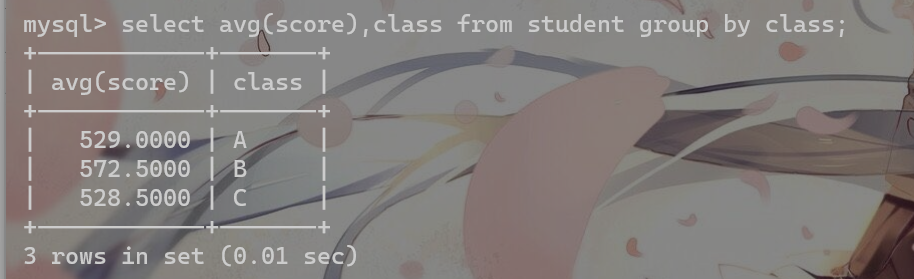 mysql> select avg(score),class from student group by class;
+------------+-------+
| avg(score) | class |
+------------+-------+
|   529.0000 | A     |
|   572.5000 | B     |
|   528.5000 | C     |
+------------+-------+
3 rows in set (0.01 sec)